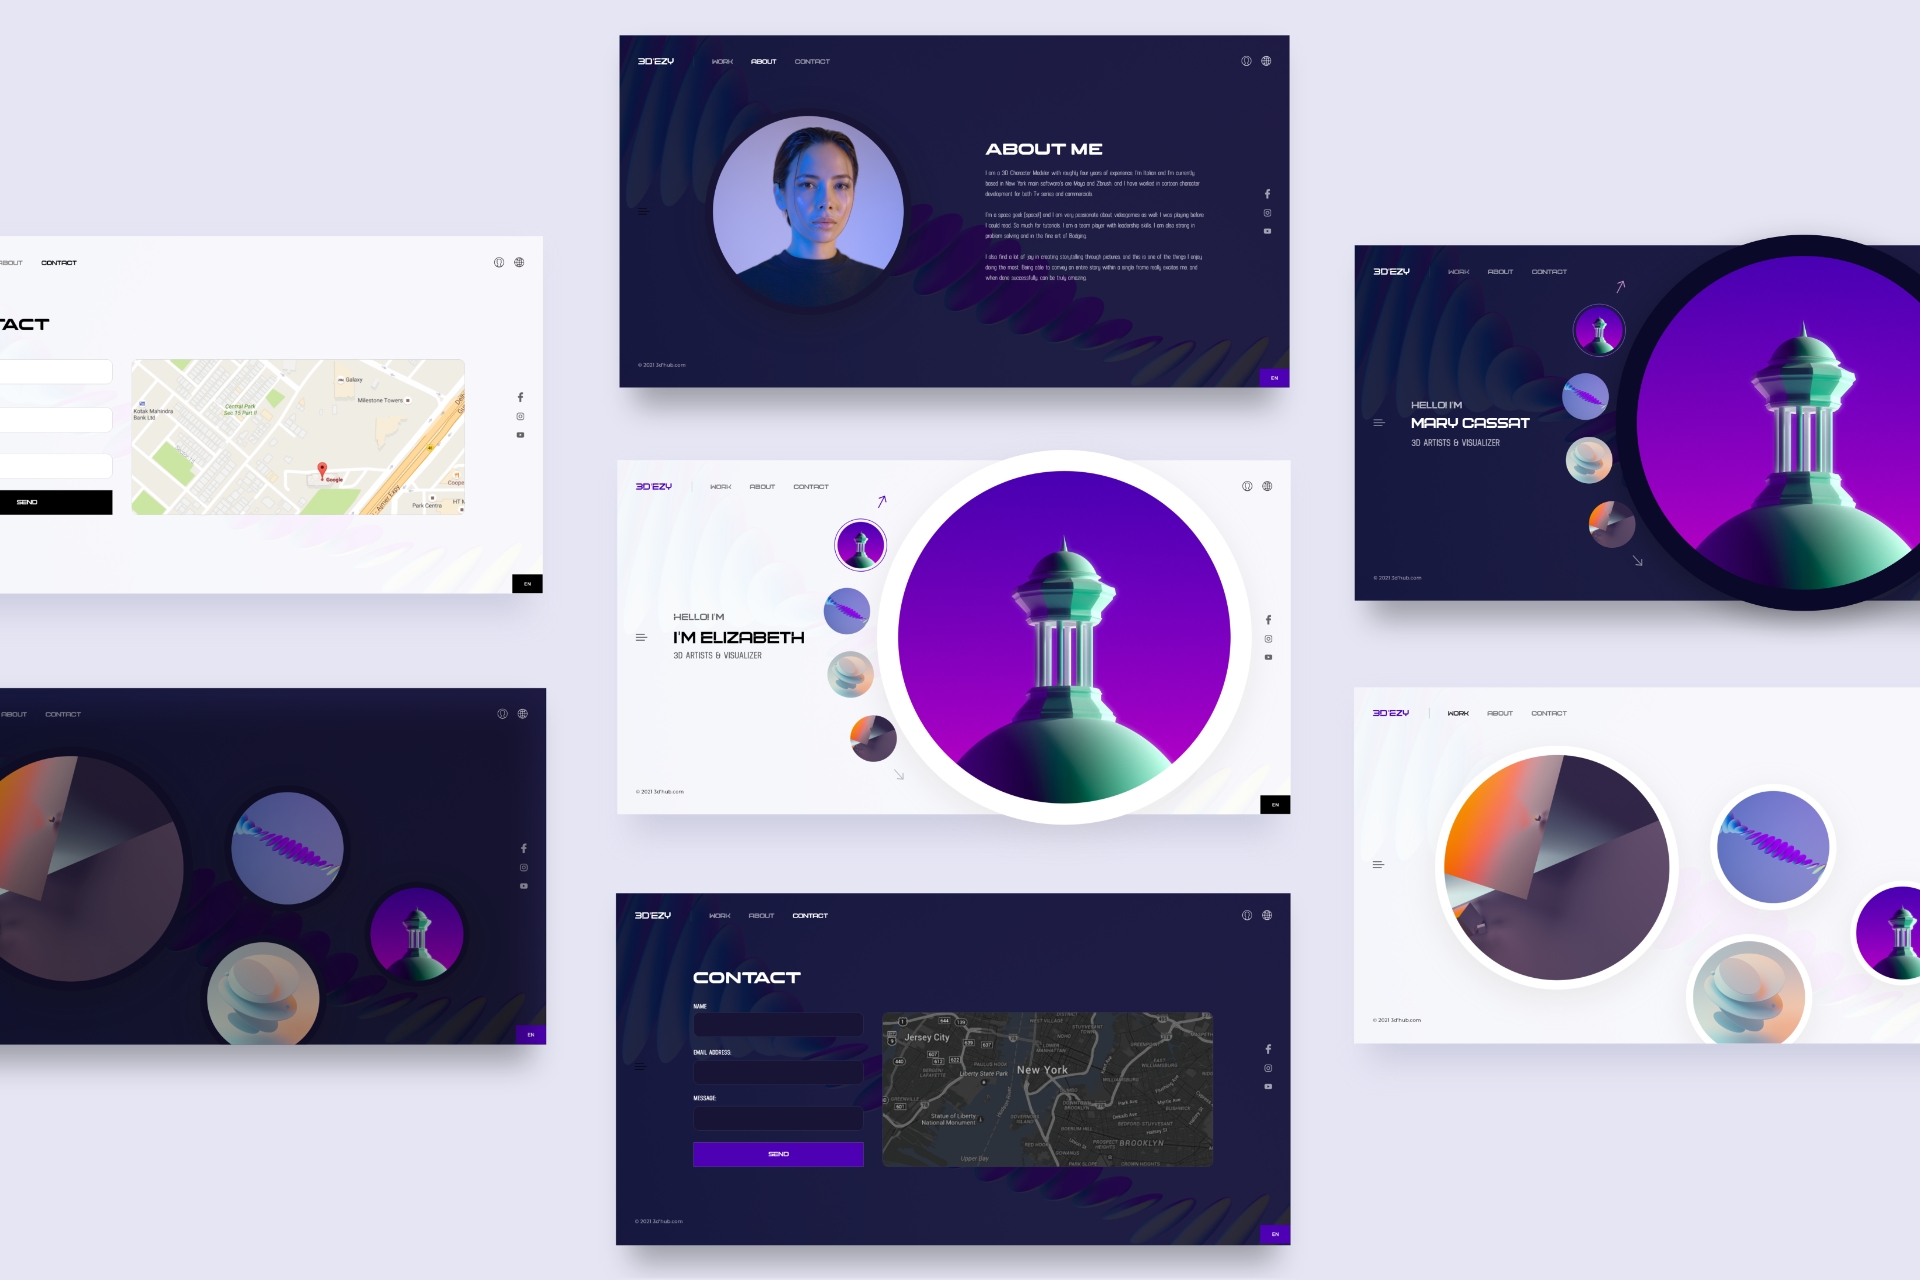 3D'EZY WORK ABOUT CONTACT
ABOUT ME
I am a 3D Character Modeler with roughly four years of experience. I'm Italian and I'm currently
based in New York main software's are Maya and Zbrush. and I have worked in cartoon character
development for both Tv series and commercials.
I'm a space geek (space!) and I am very passionate about videogames as well. I was playing before
I could read. So much for tutorials. I am a team player with leadership skills. I am also strong in
problem solving and in the fine art of Badging.
I also find a lot of joy in creating storytelling through pictures. and this is one of the things I enjoy
doing the most. Being able to convey an entire story within a single frame really excites me. and
when done successfully, can be truly amazing.
© 2021 3d'hub.com
EN
ABOUT CONTACT
TACT
Galaxy
Milestone Towers
Kotak Mahindra
Bank Ltd
Central Park
Sec 15 Part II
Google
Park Centre
SEND
EN
3D'EZY WORK ABOUT CONTACT
HELLO! I'M
MARY CASSAT
3D ARTISTS & VISUALIZER
© 2021 3d'hub.com
3D'EZY WORK ABOUT CONTACT
HELLO! I'M
I'M ELIZABETH
3D ARTISTS & VISUALIZER
© 2021 3d'hub.com
EN
ABOUT CONTACT
EN
3D'EZY WORK ABOUT CONTACT
© 2021 3d'hub.com
3D'EZY WORK ABOUT CONTACT
CONTACT
NAME
EMAIL ADDRESS:
MESSAGE:
SEND
Jersey City
New York
Liberty State Park
Statue of Liberty
National Monument
Upper Bay
BROOKLYN
© 2021 3d'hub.com
EN